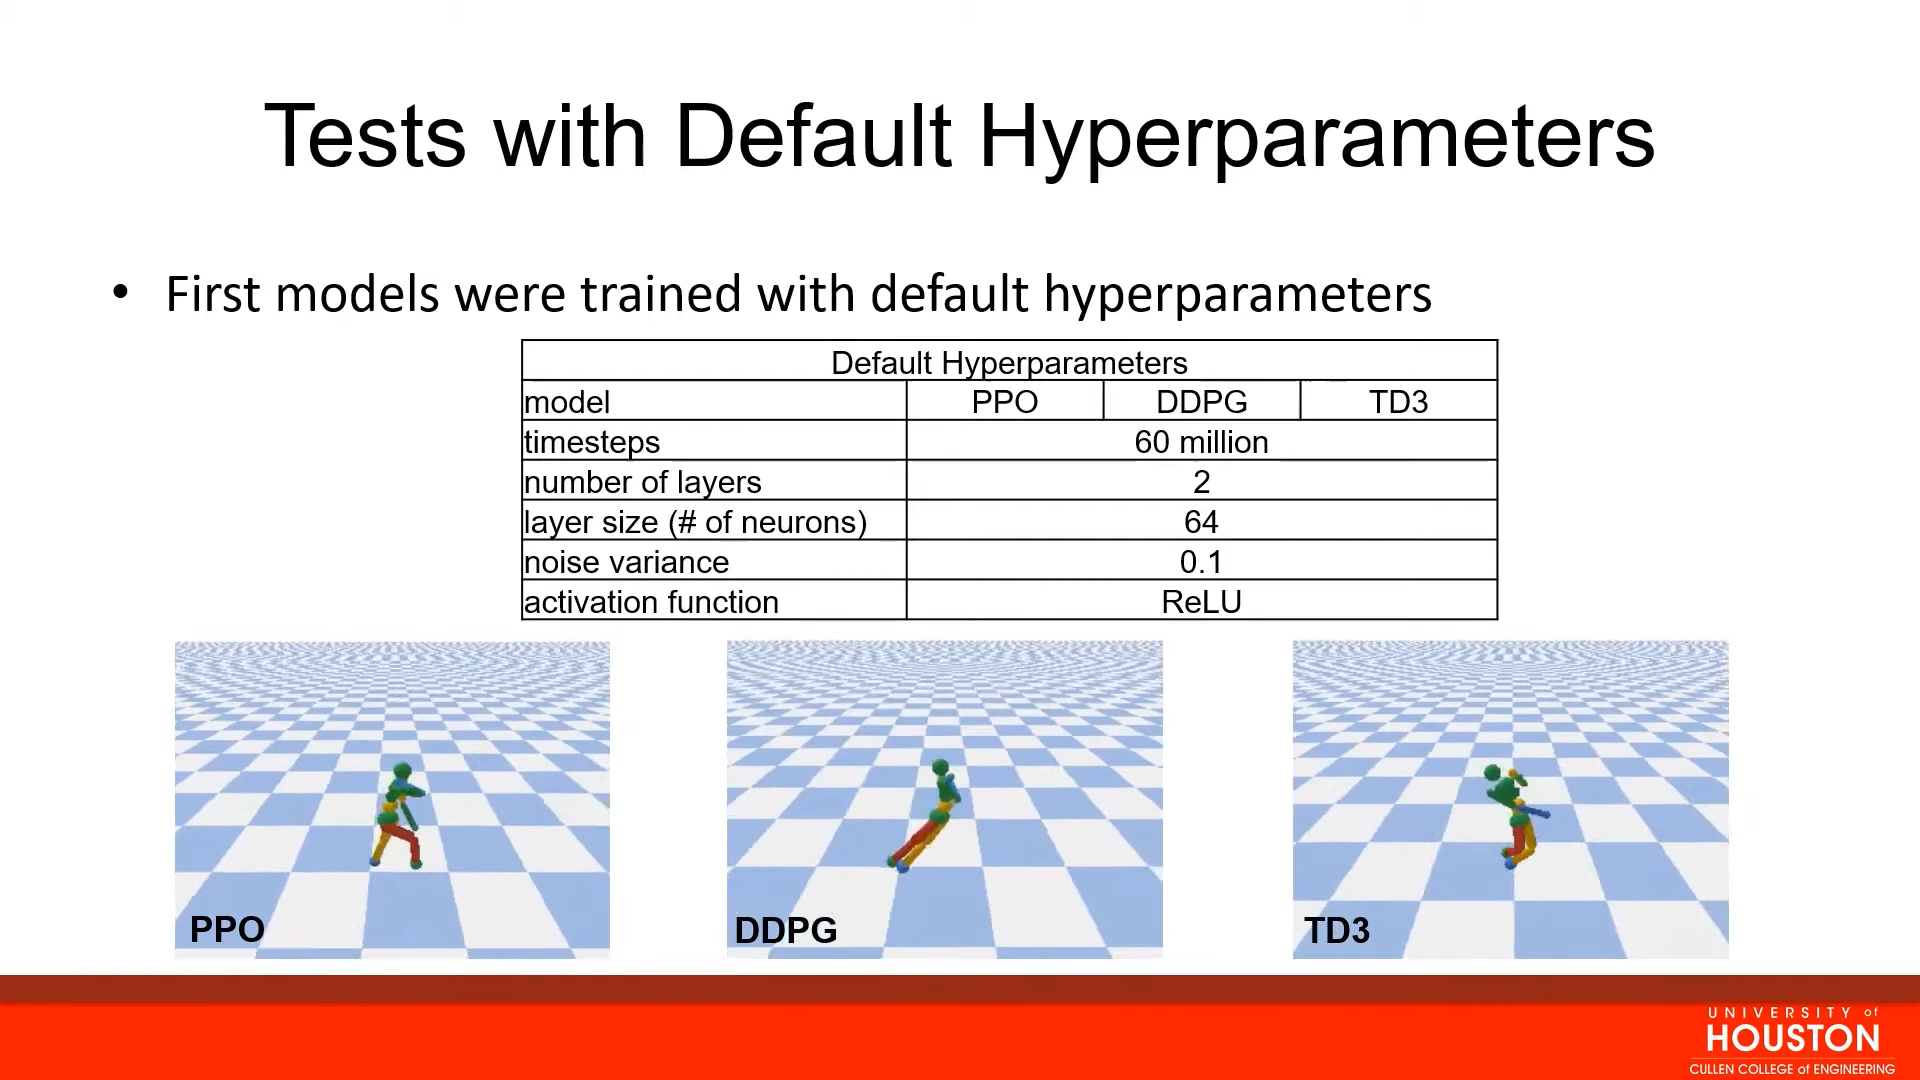 Tests with Default Hyperparameters
• First models were trained with default hyperparameters
Default Hyperparameters
model PPO DDPG TD3
timesteps 60 million
number of layers 2
layer size (# of neurons) 64
noise variance 0.1
activation function ReLU
PPO DDPG TD3
UNIVERSITY of
HOUSTON
CULLEN COLLEGE of ENGINEERING